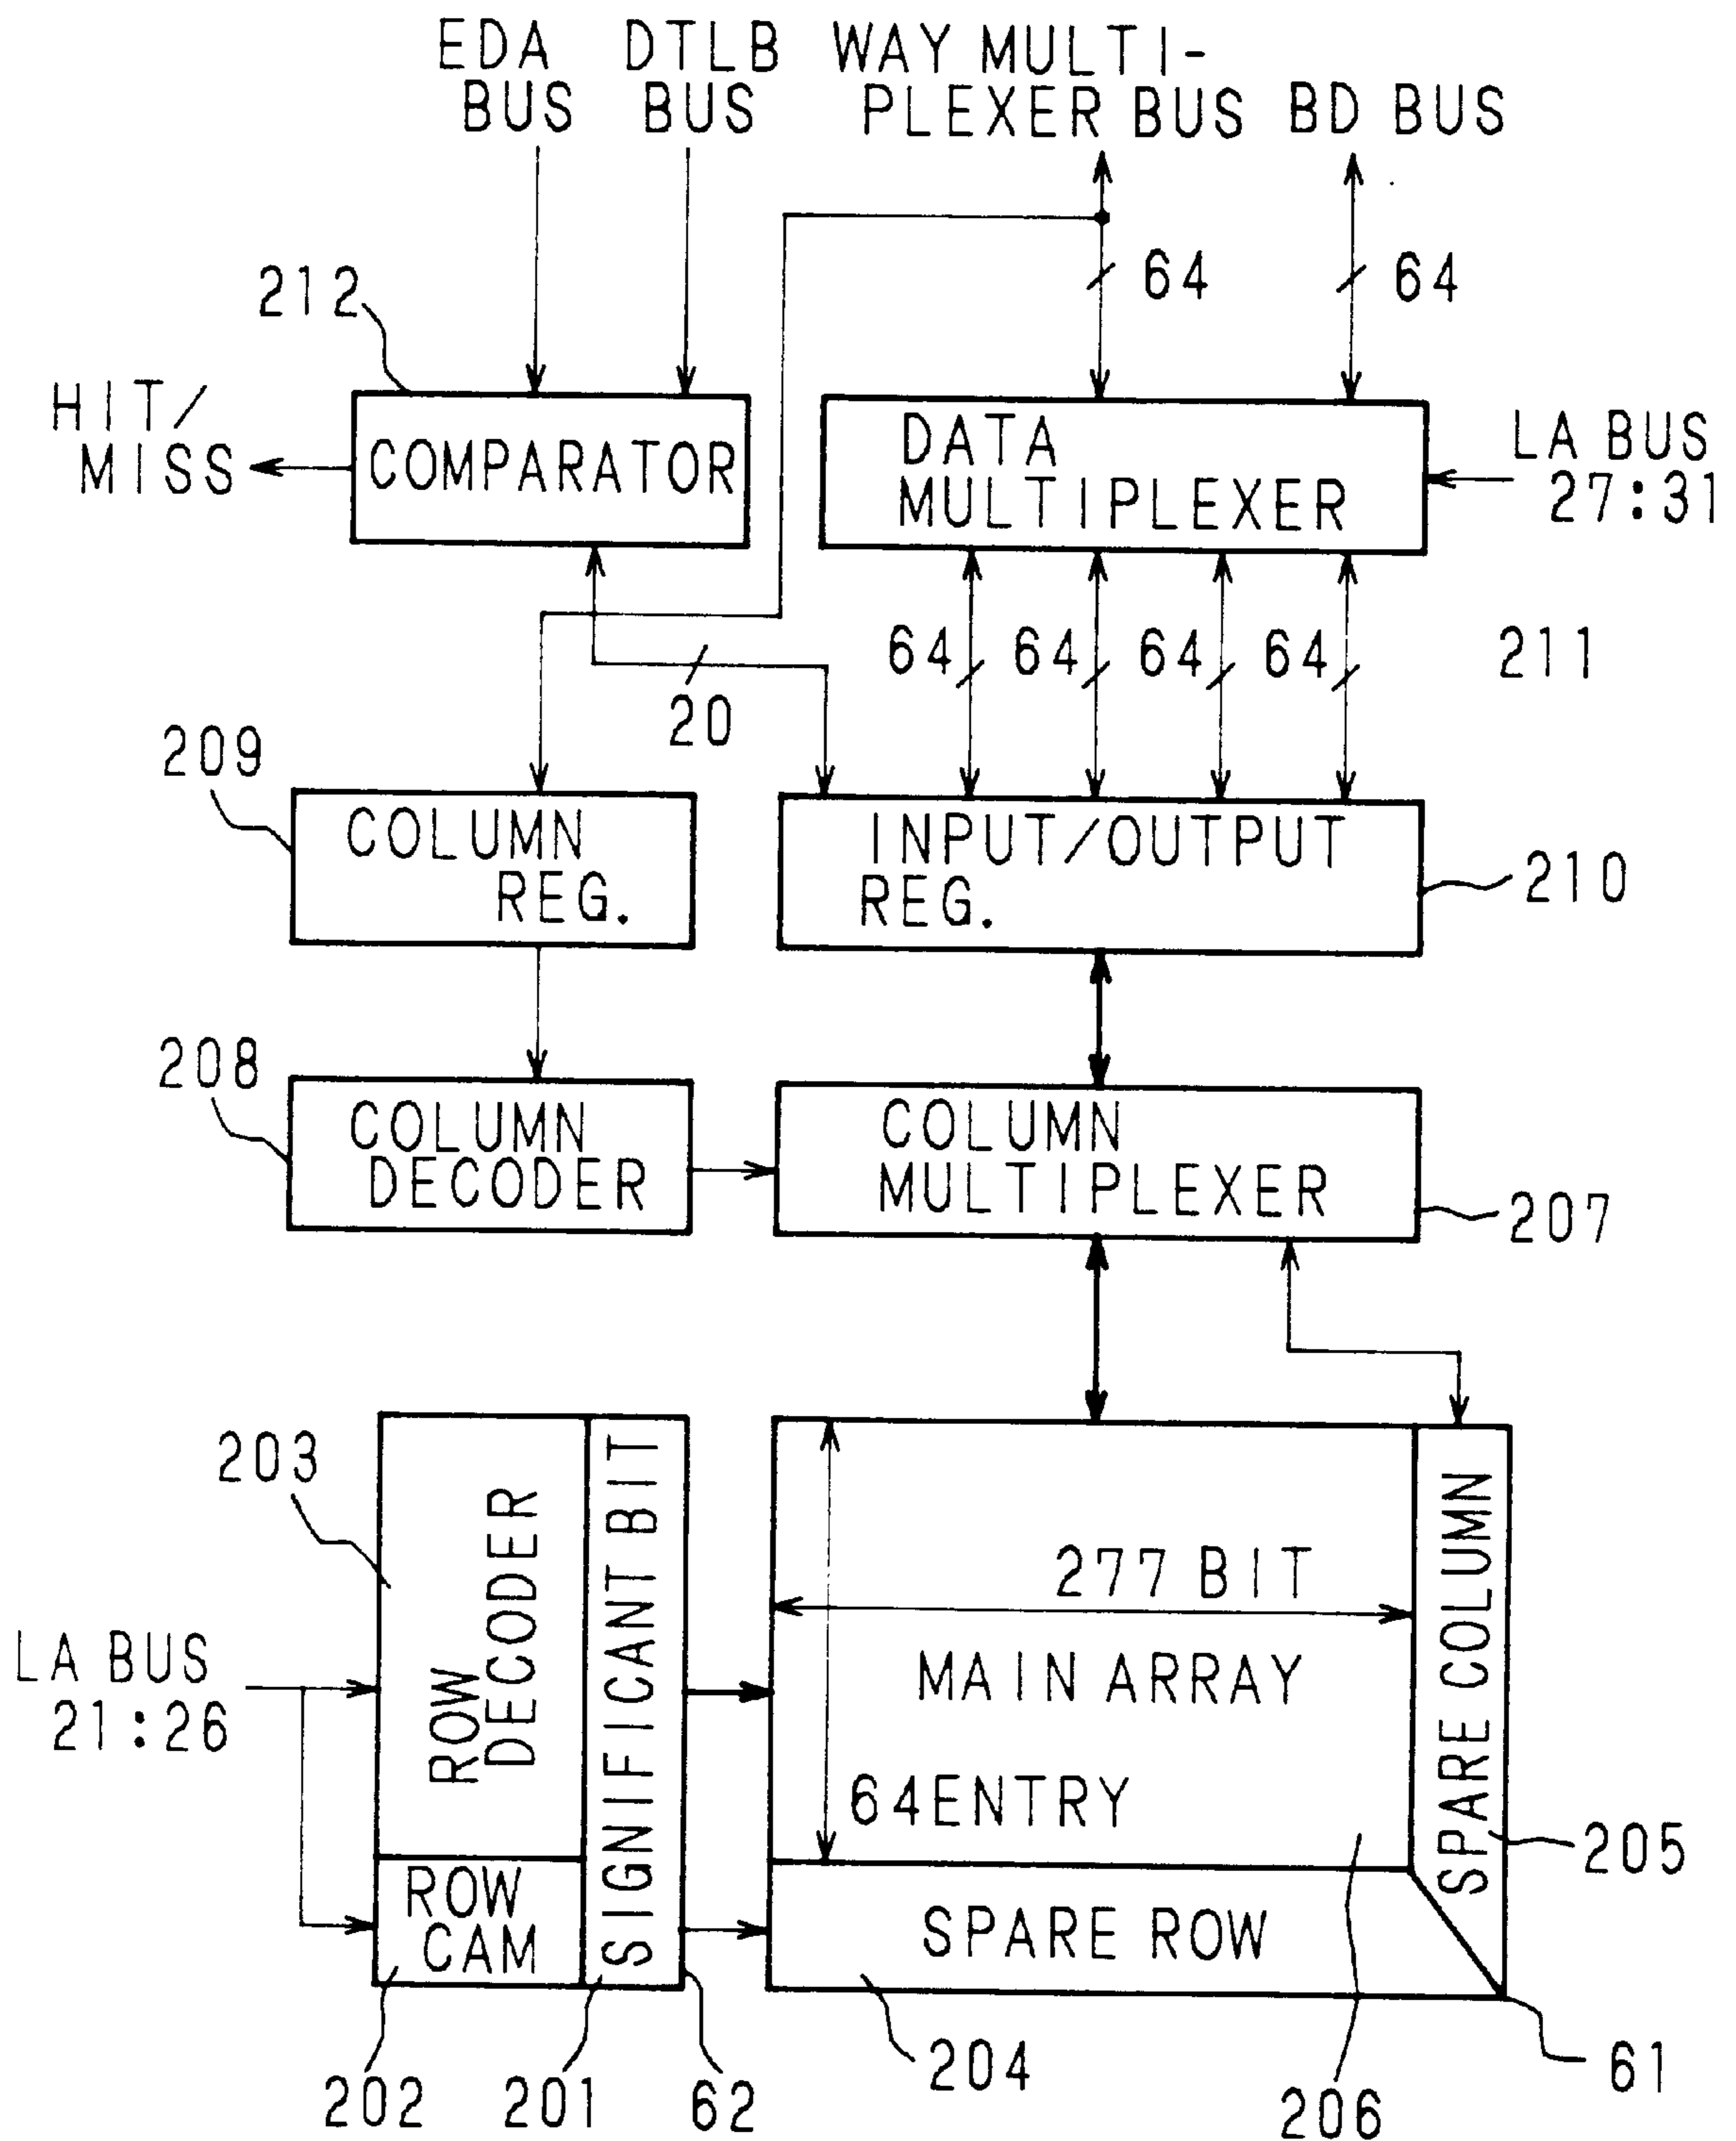 EDA BUS
DTLB BUS
WAY MULTI-
PLEXER BUS
BD BUS
64
64
212
HIT/
MISS
COMPARATOR
DATA
MULTIPLEXER
LA BUS
27:31
64
64
64
64
211
20
209
COLUMN
REG.
INPUT/OUTPUT
REG.
210
208
COLUMN
DECODER
COLUMN
MULTIPLEXER
207
203
ROW
DECODER
SIGNIFICANT BIT
277 BIT
MAIN ARRAY
64 ENTRY
SPARE COLUMN
205
LA BUS
21:26
ROW
CAM
SPARE ROW
202
201
62
204
206
61